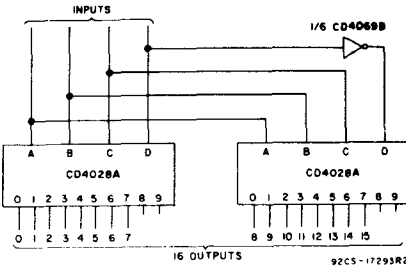 INPUTS
1/6 CD4069B
A B C D
A B C D
CD4028A
CD4028A
0 1 2 3 4 5 6 7 8 9
0 1 2 3 4 5 6 7 8 9
0 1 2 3 4 5 6 7
8 9 10 11 12 13 14 15
16 OUTPUTS
92CS-17293R2